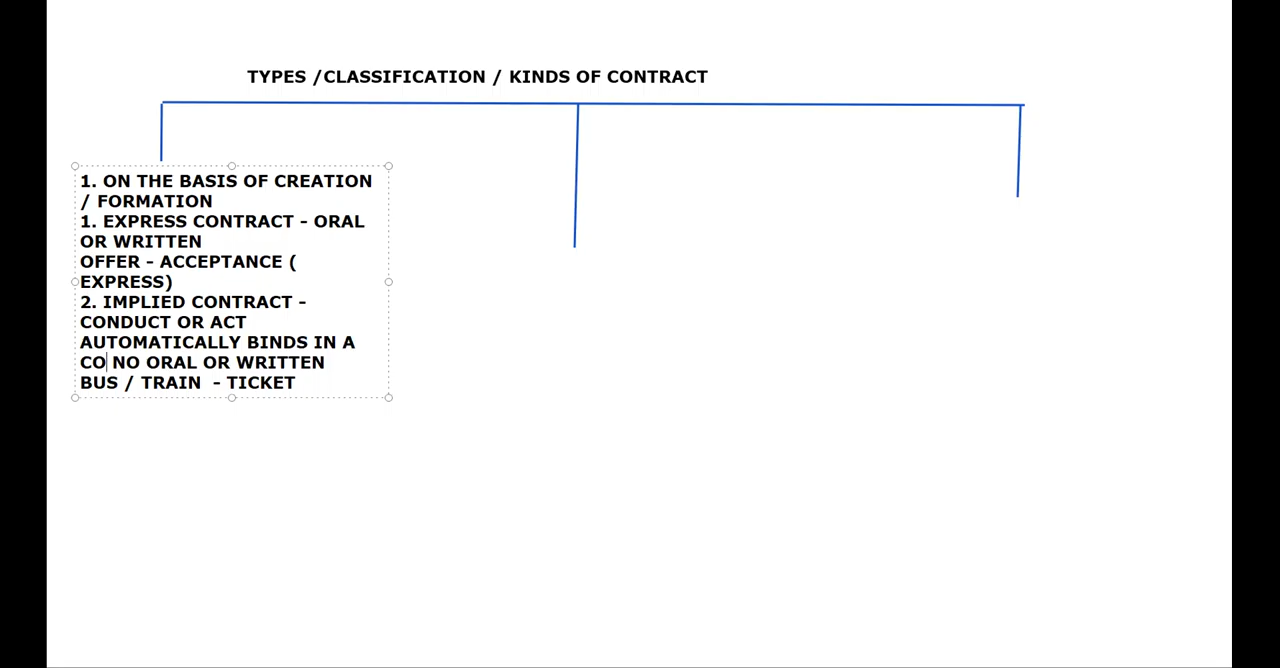 TYPES /CLASSIFICATION / KINDS OF CONTRACT
1. ON THE BASIS OF CREATION
/ FORMATION
1. EXPRESS CONTRACT - ORAL
OR WRITTEN
OFFER - ACCEPTANCE (
EXPRESS)
2. IMPLIED CONTRACT -
CONDUCT OR ACT
AUTOMATICALLY BINDS IN A
CO NO ORAL OR WRITTEN
BUS / TRAIN  - TICKET